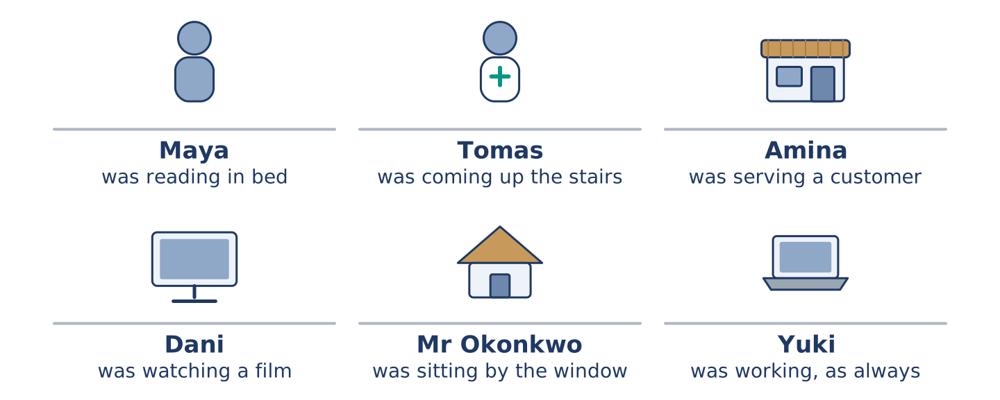 Maya
was reading in bed
Tomas
was coming up the stairs
Amina
was serving a customer
Dani
was watching a film
Mr Okonkwo
was sitting by the window
Yuki
was working, as always